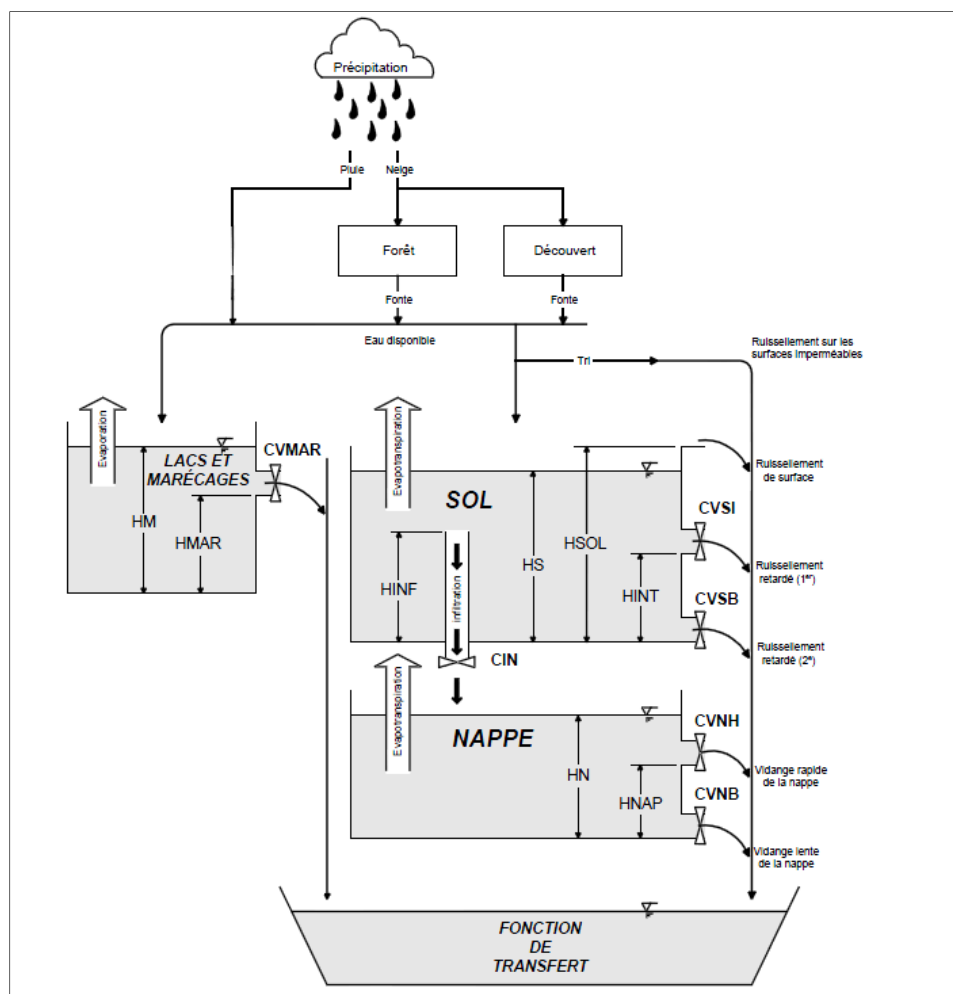 Précipitation
Pluie
Neige
Forêt
Découvert
Fonte
Fonte
Eau disponible
Tri
Ruissellement sur les
surfaces imperméables
Evaporation
LACS ET
MARÉCAGES
CVMAR
HM
HMAR
Evapotranspiration
SOL
HINF
infiltration
HS
HSOL
HINT
Ruissellement
de surface
CVSI
Ruissellement
retardé (1er)
CVSB
Ruissellement
retardé (2e)
CIN
Evapotranspiration
NAPPE
HN
HNAP
CVNH
Vidange rapide
de la nappe
CVNB
Vidange lente
de la nappe
FONCTION
DE
TRANSFERT